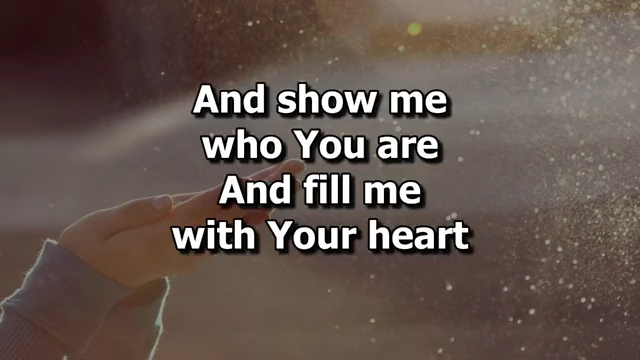 And show me
who You are
And fill me
with Your heart